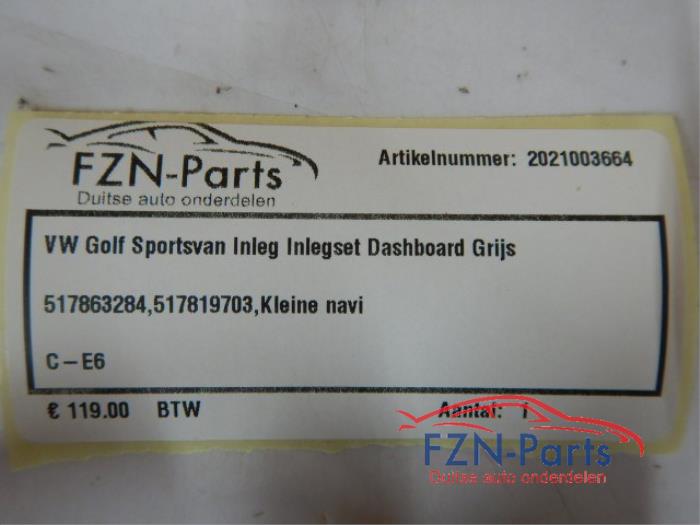 FZN-Parts
Duitse auto onderdelen
Artikelnummer: 2021003664
VW Golf Sportsvan Inleg Inlegset Dashboard Grijs
517863284,517819703,Kleine navi
C-E6
€ 119.00 BTW
Aantal: 1
FZN-Parts
Duitse auto onderdelen